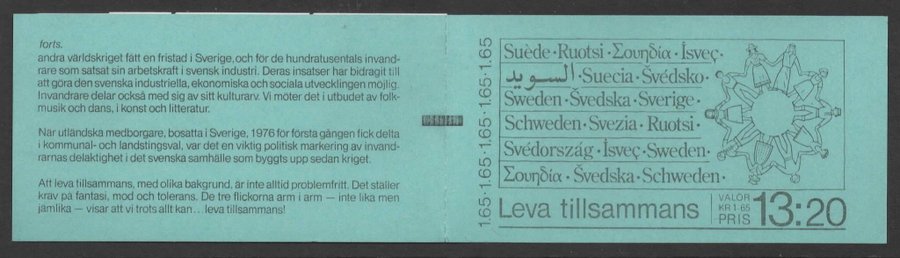 forts.
andra världskriget fått en fristad i Sverige, och för de hundratusentals invand-
rare som satsat sin arbetskraft i svensk industri. Deras insatser har bidragit till
att göra den svenska industriella, ekonomiska och sociala utvecklingen möjlig.
Invandrare delar också med sig av sitt kulturarv. Vi möter det i utbudet av folk-
musik och dans, i konst och litteratur.
När utländska medborgare, bosatta i Sverige, 1976 för första gången fick delta
i kommunal- och landstingsval, var det en viktig politisk markering av invand-
rarnas delaktighet i det svenska samhälle som byggts upp sedan kriget.
Att leva tillsammans, med olika bakgrund, är inte alltid problemfritt. Det ställer
krav på fantasi, mod och tolerans. De tre flickorna arm i arm — inte lika men
jämlika — visar att vi trots allt kan . . leva tillsammans!
1.65·1.65·1.65·1.65·1.65
Suède·Ruotsi·Σουηδία·İsveç·
السويد·Suecia·Švédsko·
Sweden·Švedska·Sverige·
Schweden·Svezia·Ruotsi·
Svédország·İsveç·Sweden·
Σουηδία·Švedska·Schweden·
Leva tillsammans
VALÖR
KR 1·65
PRIS
13:20